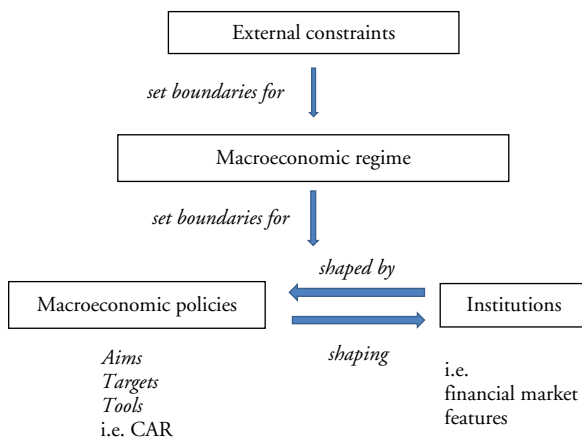 External constraints
set boundaries for
Macroeconomic regime
set boundaries for
shaped by
Macroeconomic policies
Institutions
shaping
Aims
Targets
Tools
i.e. CAR
i.e.
financial market
features